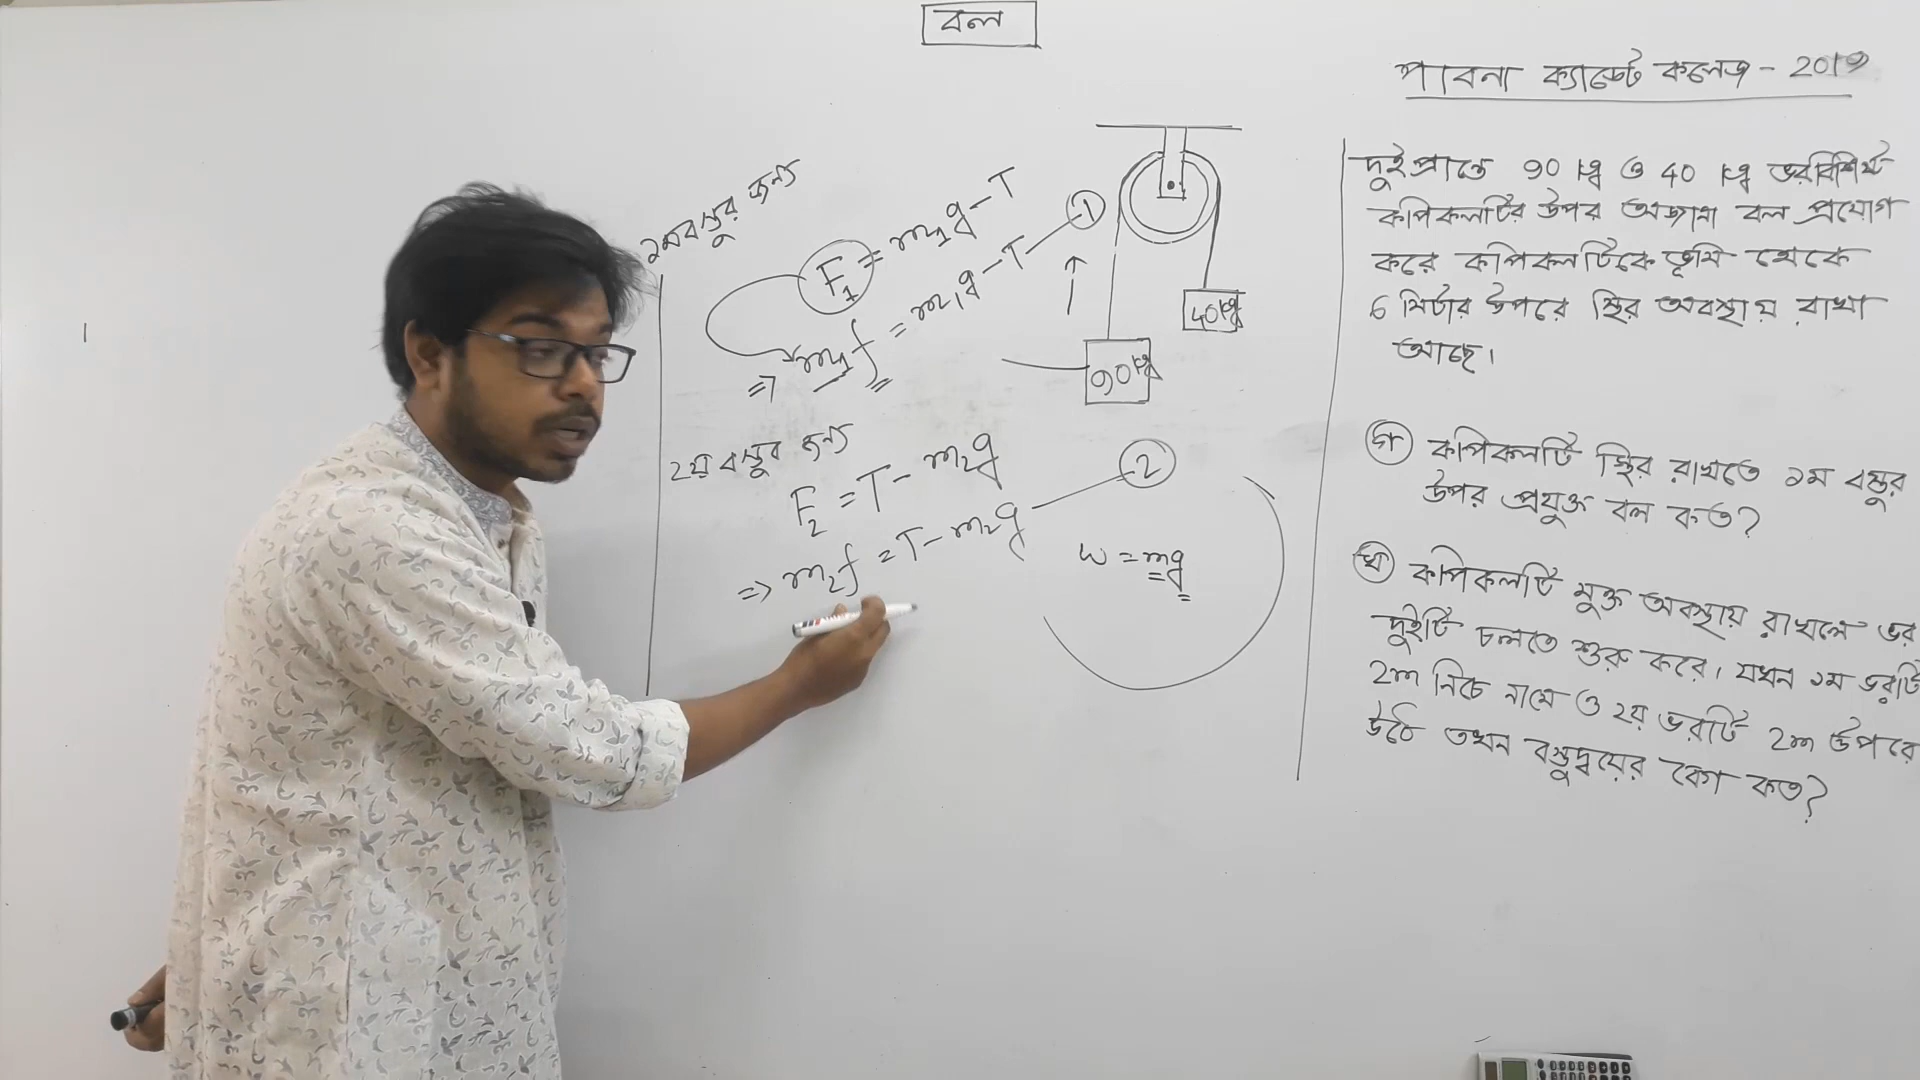 বল
পাবনা ক্যাডেট কলেজ - 2019
দুইপ্রান্তে 90 kg ও 40 kg ভরবিশিষ্ট
কপিকলটির উপর অজানা বল প্রয়োগ
করে কপিকলটিকে ভূমি থেকে
6 মিটার উপরে স্থির অবস্থায় রাখা
আছে।
গ কপিকলটি স্থির রাখতে ১ম বস্তুর
উপর প্রযুক্ত বল কত?
ঘ কপিকলটি মুক্ত অবস্থায় রাখলে ভর
দুইটি চলতে শুরু করে। যখন ১ম ভরটি
2m নিচে নামে ও ২য় ভরটি 2m উপরে
উঠে তখন বস্তুদ্বয়ের বেগ কত?
১ম বস্তুর জন্য
F₁ = m₁g - T
=> m₁f = m₁g - T 1
40kg
90kg
২য় বস্তুর জন্য
F₂ = T - m₂g
=> m₂f = T - m₂g 2
w = mg